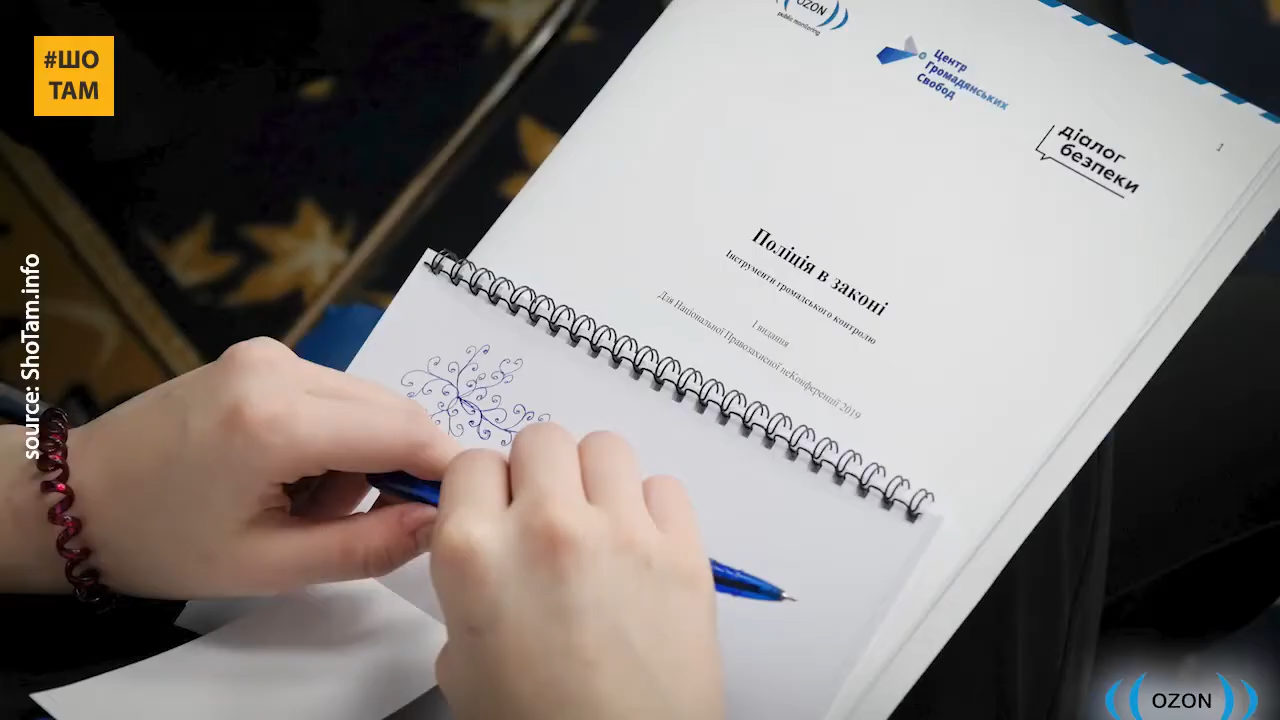 #ШО
ТАМ
source: ShoTam.info
OZON
public monitoring
Центр
Громадянських
Свобод
діалог
безпеки
1
Поліція в законі
Інструменти громадського контролю
1 видання
Для Національної Правозахисної неКонференції 2019
OZON